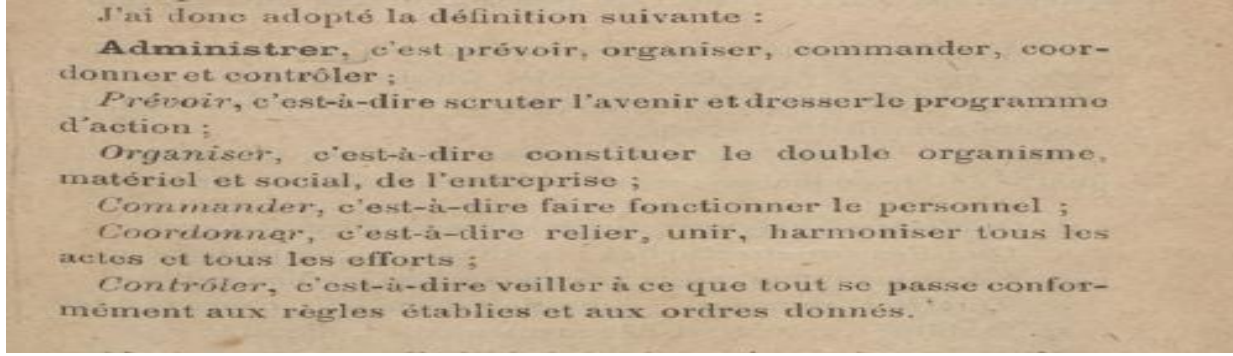 J'ai donc adopté la définition suivante :
Administrer, c'est prévoir, organiser, commander, coor-
donner et contrôler ;
Prévoir, c'est-à-dire scruter l'avenir et dresser le programme
d'action ;
Organiser, c'est-à-dire constituer le double organisme,
matériel et social, de l'entreprise ;
Commander, c'est-à-dire faire fonctionner le personnel ;
Coordonner, c'est-à-dire relier, unir, harmoniser tous les
actes et tous les efforts ;
Contrôler, c'est-à-dire veiller à ce que tout se passe confor-
mément aux règles établies et aux ordres donnés.